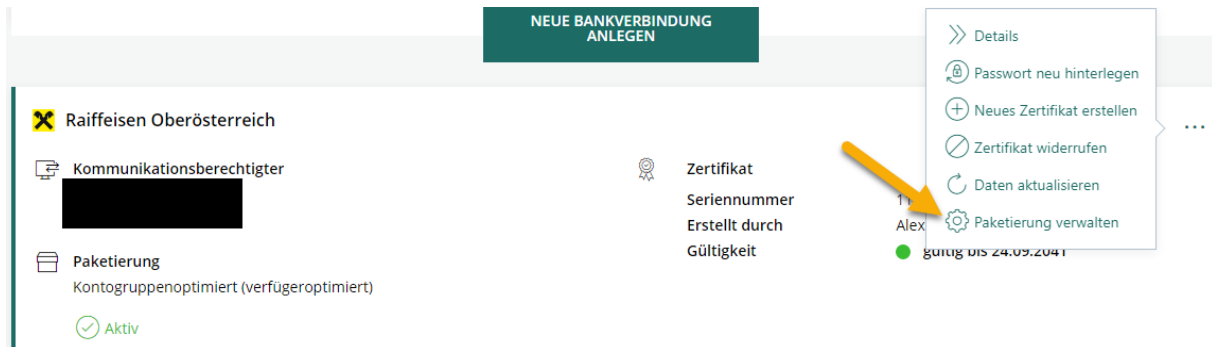 NEUE BANKVERBINDUNG
ANLEGEN
Details
Passwort neu hinterlegen
Neues Zertifikat erstellen
Zertifikat widerrufen
Daten aktualisieren
Paketierung verwalten
Raiffeisen Oberösterreich
Kommunikationsberechtigter
Zertifikat
Seriennummer
Erstellt durch Alex
Gültigkeit gültig bis 24.09.2041
Paketierung
Kontogruppenoptimiert (verfügeroptimiert)
Aktiv